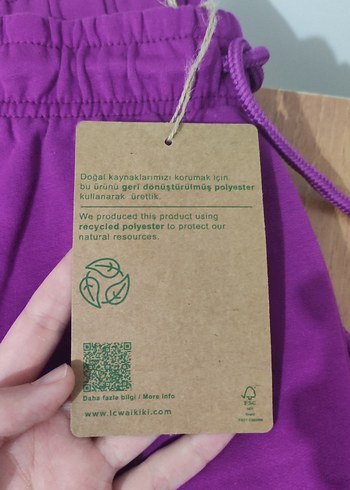 Doğal kaynaklarımızı korumak için,
bu ürünü geri dönüştürülmüş polyester
kullanarak ürettik.
We produced this product using
recycled polyester to protect our
natural resources.
Daha fazla bilgi / More info
www.lcwaikiki.com
FSC